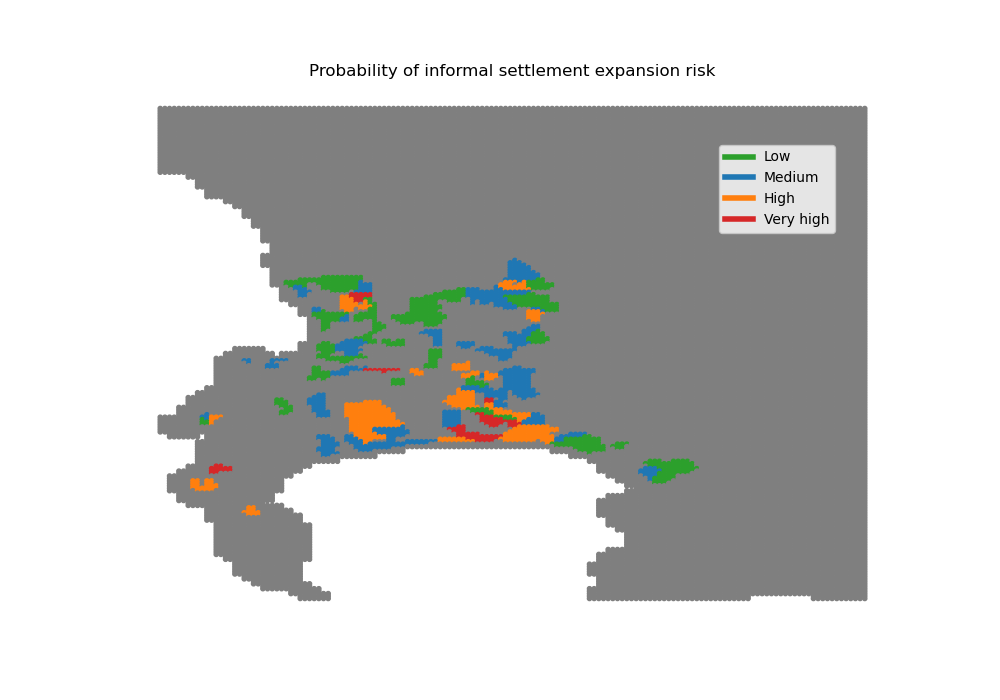 Probability of informal settlement expansion risk
Low
Medium
High
Very high